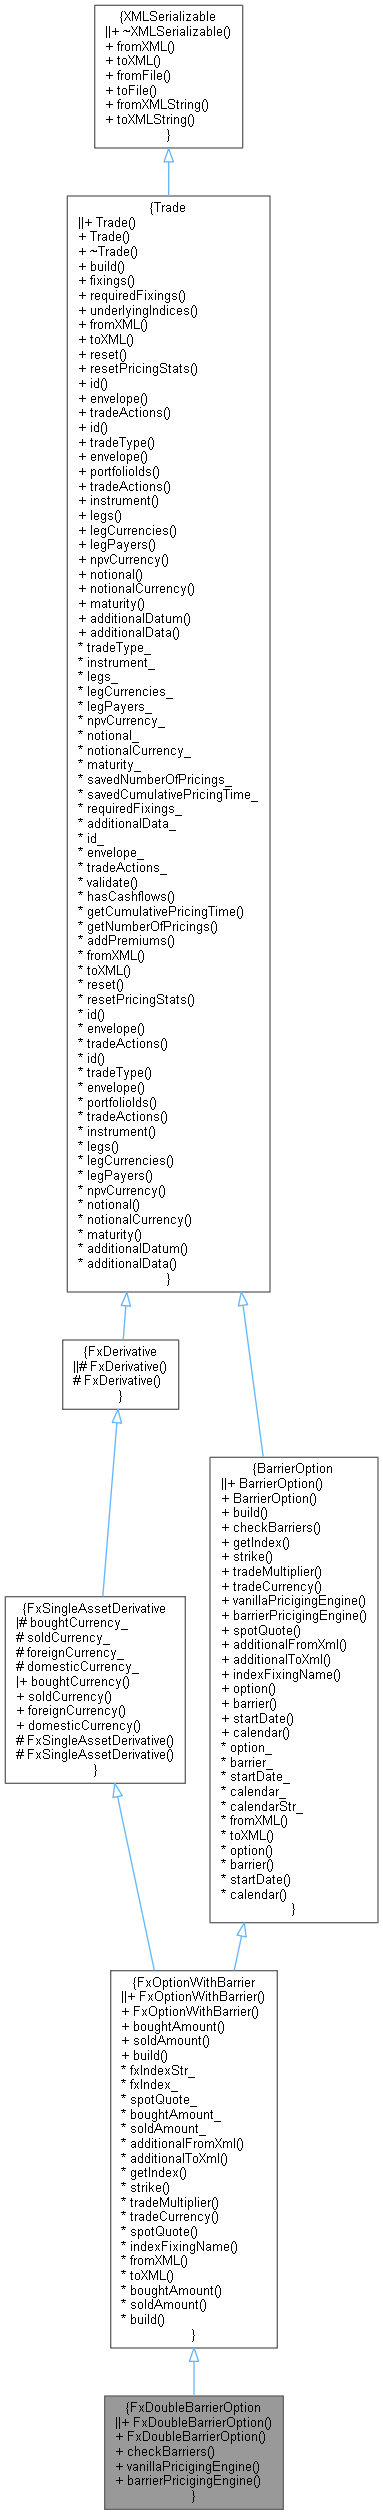 {XMLSerializable
||+ ~XMLSerializable()
+ fromXML()
+ toXML()
+ fromFile()
+ toFile()
+ fromXMLString()
+ toXMLString()
}
{Trade
||+ Trade()
+ Trade()
+ ~Trade()
+ build()
+ fixings()
+ requiredFixings()
+ underlyingIndices()
+ fromXML()
+ toXML()
+ reset()
+ resetPricingStats()
+ id()
+ envelope()
+ tradeActions()
+ id()
+ tradeType()
+ envelope()
+ portfolioIds()
+ tradeActions()
+ instrument()
+ legs()
+ legCurrencies()
+ legPayers()
+ npvCurrency()
+ notional()
+ notionalCurrency()
+ maturity()
+ additionalDatum()
+ additionalData()
* tradeType_
* instrument_
* legs_
* legCurrencies_
* legPayers_
* npvCurrency_
* notional_
* notionalCurrency_
* maturity_
* savedNumberOfPricings_
* savedCumulativePricingTime_
* requiredFixings_
* additionalData_
* id_
* envelope_
* tradeActions_
* validate()
* hasCashflows()
* getCumulativePricingTime()
* getNumberOfPricings()
* addPremiums()
* fromXML()
* toXML()
* reset()
* resetPricingStats()
* id()
* envelope()
* tradeActions()
* id()
* tradeType()
* envelope()
* portfolioIds()
* tradeActions()
* instrument()
* legs()
* legCurrencies()
* legPayers()
* npvCurrency()
* notional()
* notionalCurrency()
* maturity()
* additionalDatum()
* additionalData()
}
{FxDerivative
||# FxDerivative()
# FxDerivative()
}
{BarrierOption
||+ BarrierOption()
+ BarrierOption()
+ build()
+ checkBarriers()
+ getIndex()
+ strike()
+ tradeMultiplier()
+ tradeCurrency()
+ vanillaPricigingEngine()
+ barrierPricigingEngine()
+ spotQuote()
+ additionalFromXml()
+ additionalToXml()
+ indexFixingName()
+ option()
+ barrier()
+ startDate()
+ calendar()
* option_
* barrier_
* startDate_
* calendar_
* calendarStr_
* fromXML()
* toXML()
* option()
* barrier()
* startDate()
* calendar()
}
{FxSingleAssetDerivative
|# boughtCurrency_
# soldCurrency_
# foreignCurrency_
# domesticCurrency_
|+ boughtCurrency()
+ soldCurrency()
+ foreignCurrency()
+ domesticCurrency()
# FxSingleAssetDerivative()
# FxSingleAssetDerivative()
}
{FxOptionWithBarrier
||+ FxOptionWithBarrier()
+ FxOptionWithBarrier()
+ boughtAmount()
+ soldAmount()
+ build()
* fxIndexStr_
* fxIndex_
* spotQuote_
* boughtAmount_
* soldAmount_
* additionalFromXml()
* additionalToXml()
* getIndex()
* strike()
* tradeMultiplier()
* tradeCurrency()
* spotQuote()
* indexFixingName()
* fromXML()
* toXML()
* boughtAmount()
* soldAmount()
* build()
}
{FxDoubleBarrierOption
||+ FxDoubleBarrierOption()
+ FxDoubleBarrierOption()
+ checkBarriers()
+ vanillaPricigingEngine()
+ barrierPricigingEngine()
}